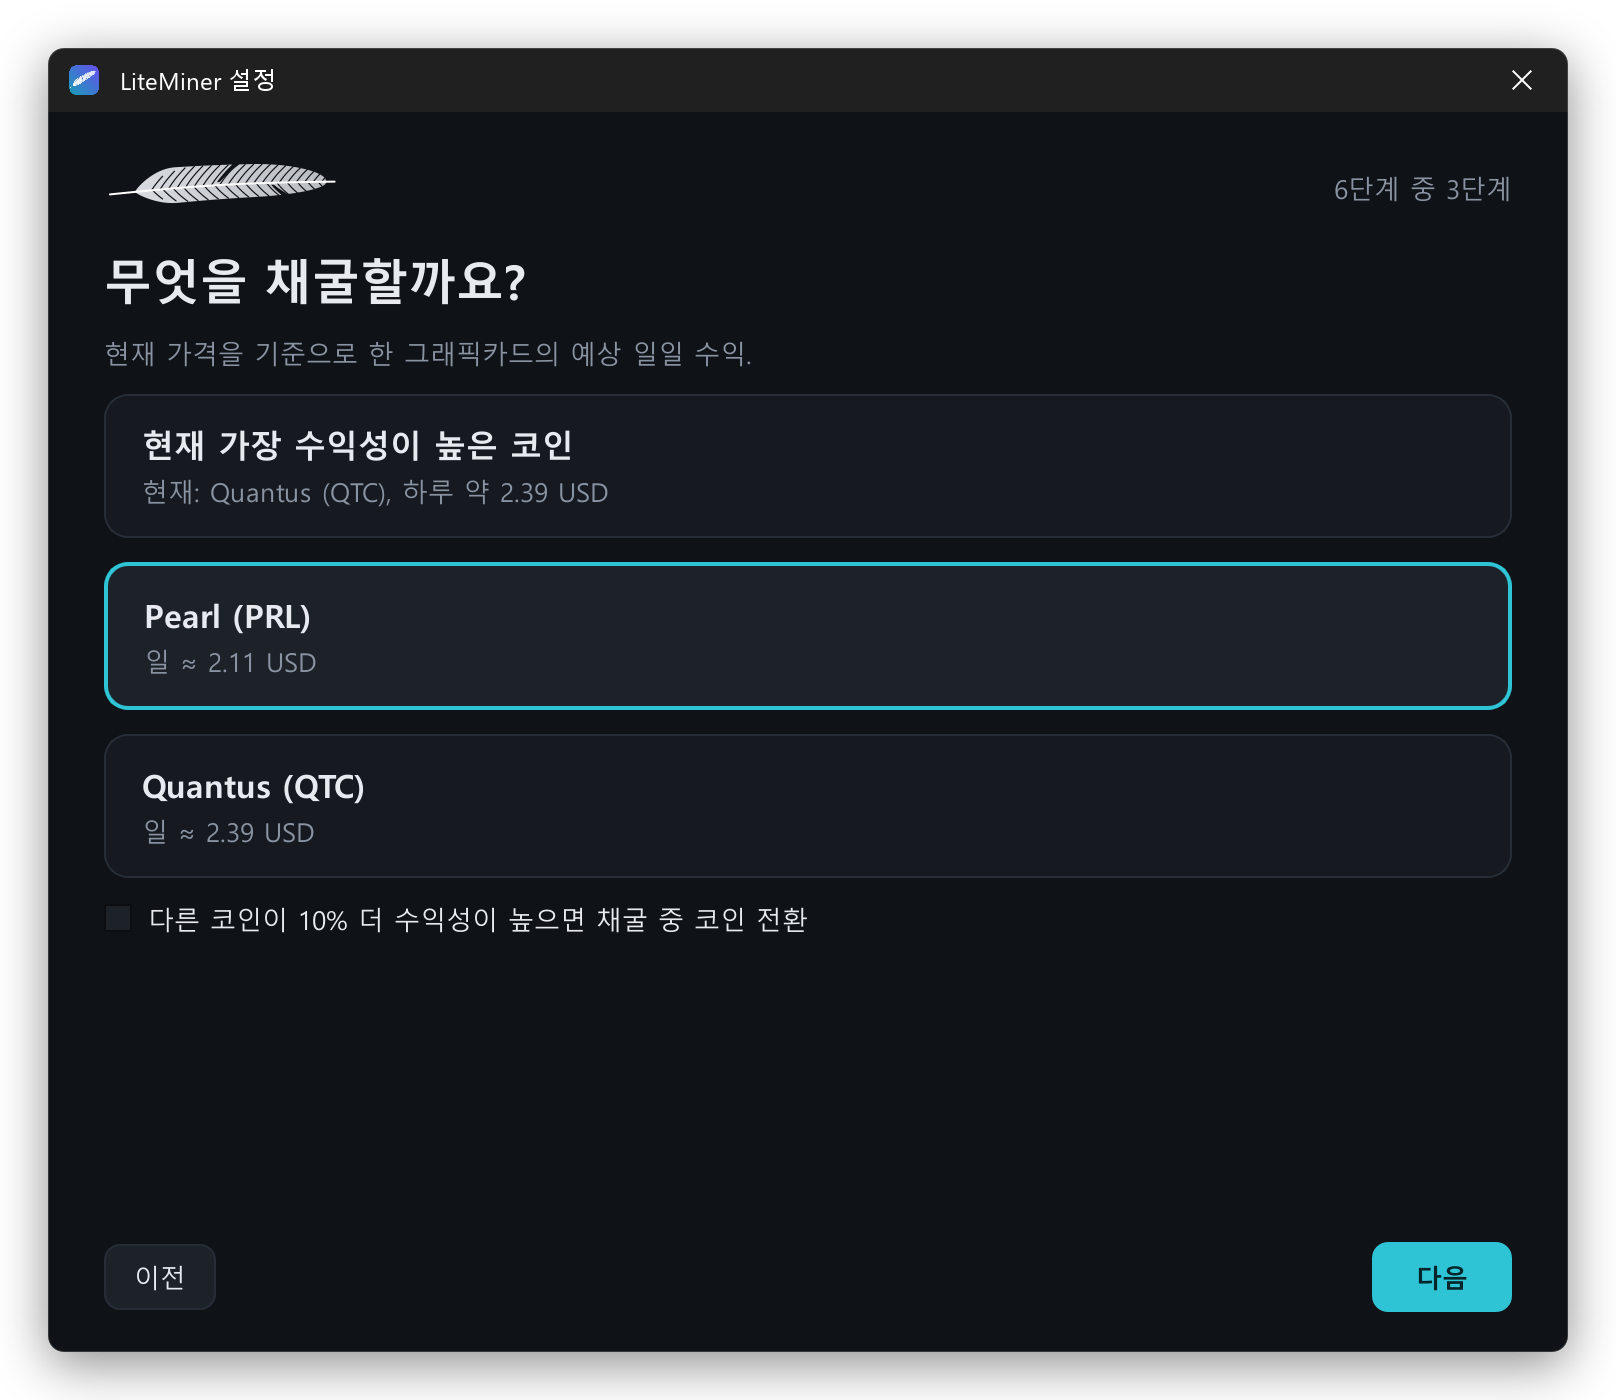 LiteMiner 설정
6단계 중 3단계
무엇을 채굴할까요?
현재 가격을 기준으로 한 그래픽카드의 예상 일일 수익.
현재 가장 수익성이 높은 코인
현재: Quantus (QTC), 하루 약 2.39 USD
Pearl (PRL)
일 ≈ 2.11 USD
Quantus (QTC)
일 ≈ 2.39 USD
다른 코인이 10% 더 수익성이 높으면 채굴 중 코인 전환
이전
다음